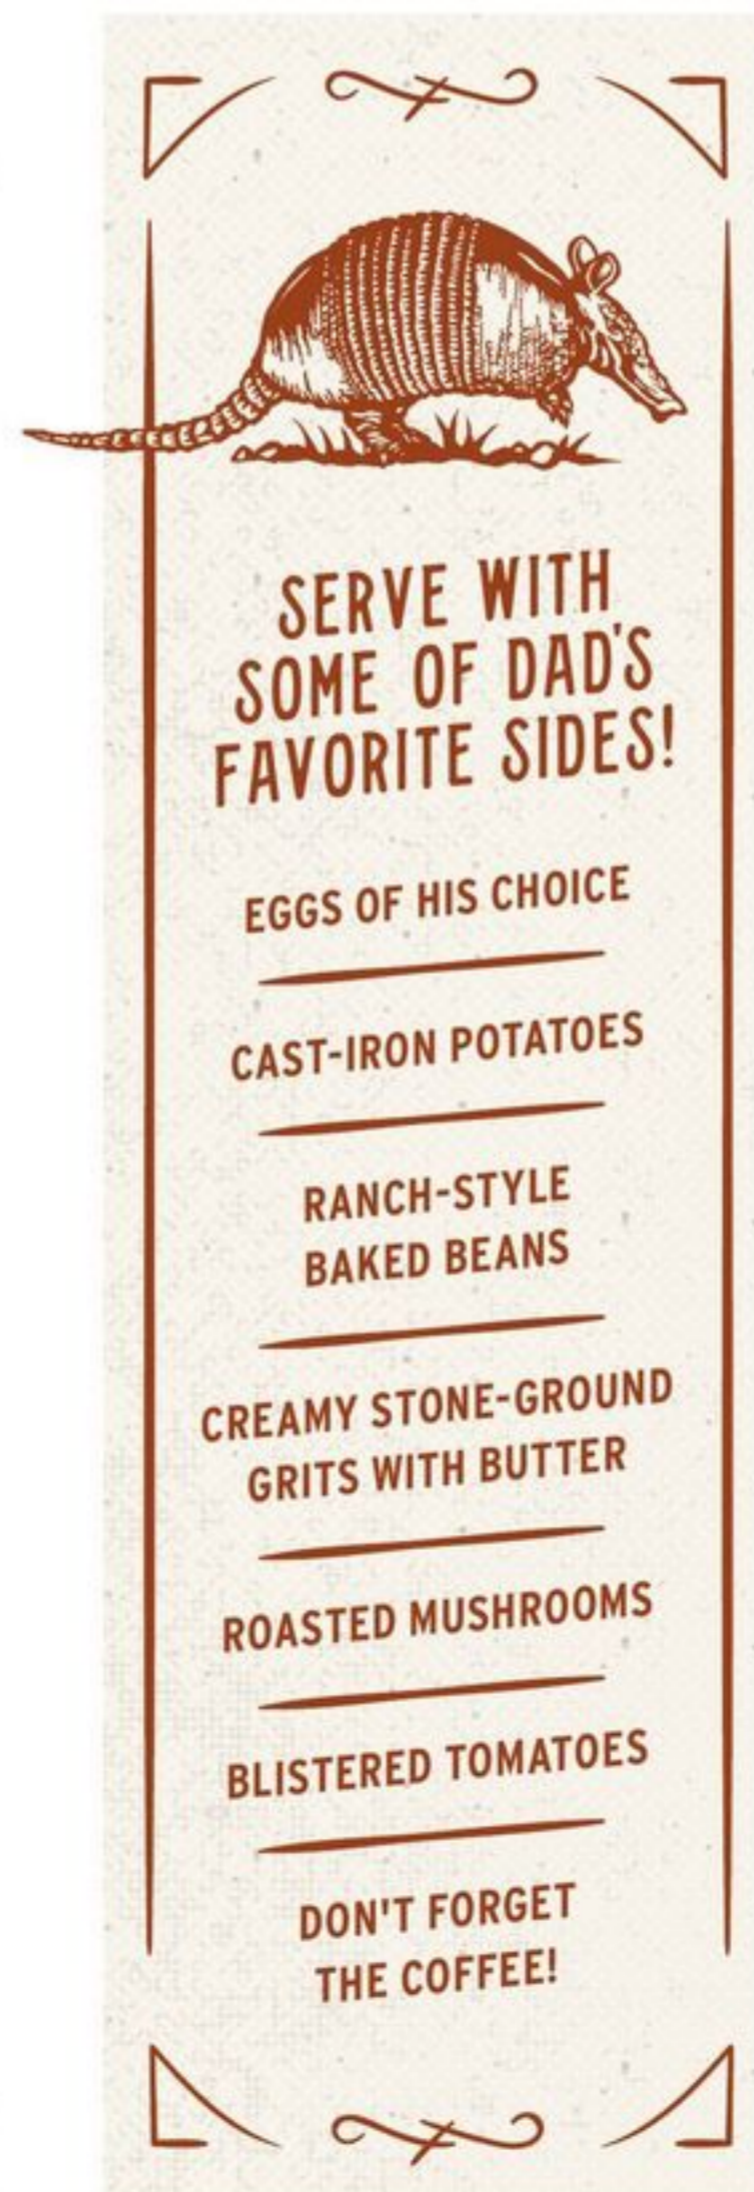 SERVE WITH
SOME OF DAD'S
FAVORITE SIDES!
EGGS OF HIS CHOICE
CAST-IRON POTATOES
RANCH-STYLE
BAKED BEANS
CREAMY STONE-GROUND
GRITS WITH BUTTER
ROASTED MUSHROOMS
BLISTERED TOMATOES
DON'T FORGET
THE COFFEE!